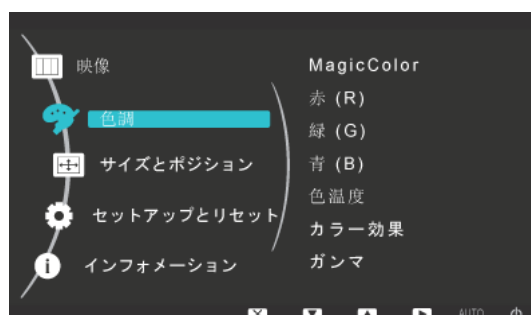 映像
色調
サイズとポジション
セットアップとリセット
インフォメーション
MagicColor
赤 (R)
緑 (G)
青 (B)
色温度
カラー効果
ガンマ
AUTO